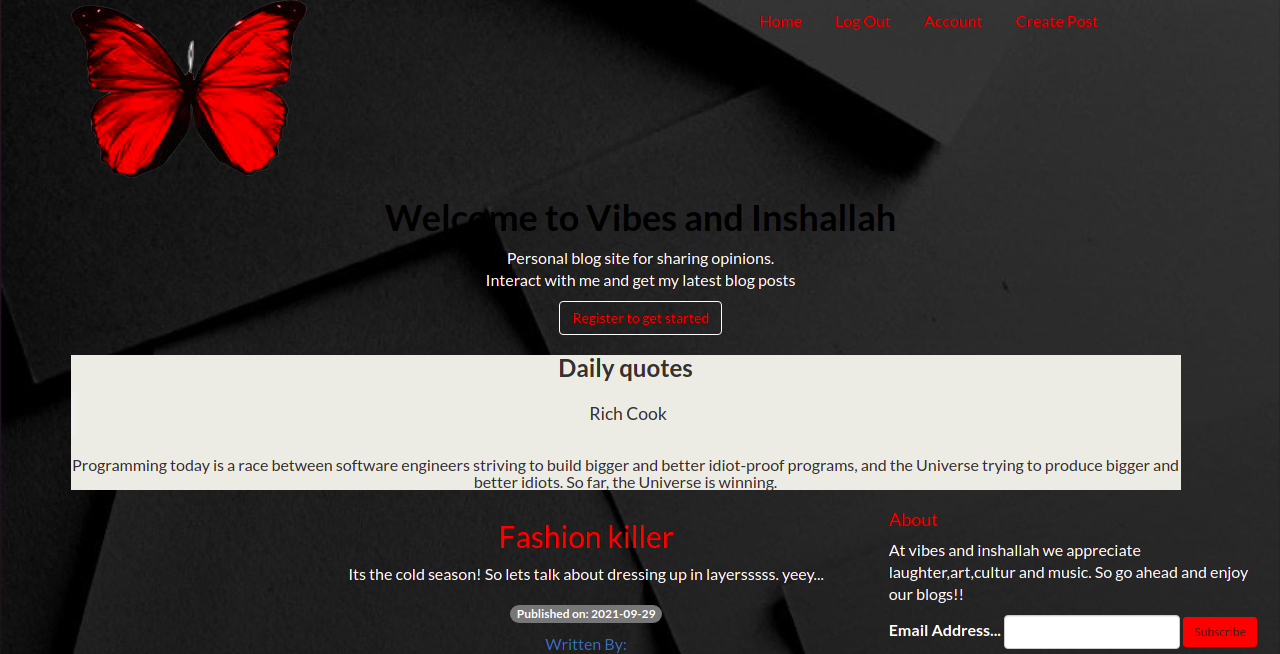 Home Log Out Account Create Post
Welcome to Vibes and Inshallah
Personal blog site for sharing opinions.
Interact with me and get my latest blog posts
Register to get started
Daily quotes
Rich Cook
Programming today is a race between software engineers striving to build bigger and better idiot-proof programs, and the Universe trying to produce bigger and
better idiots. So far, the Universe is winning.
Fashion killer
Its the cold season! So lets talk about dressing up in layersssss. yeey...
Published on: 2021-09-29
Written By:
About
At vibes and inshallah we appreciate
laughter,art,cultur and music. So go ahead and enjoy
our blogs!!
Email Address... Subscribe